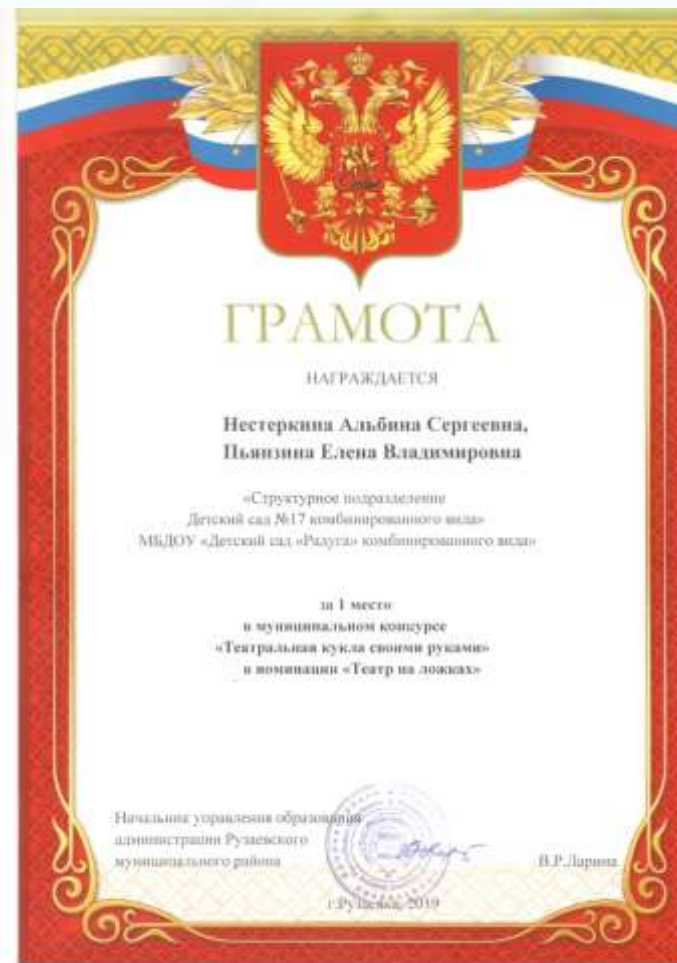 ГРАМОТА
НАГРАЖДАЕТСЯ
Нестеркина Альбина Сергеевна,
Пьянзина Елена Владимировна
«Структурное подразделение
Детский сад №17 комбинированного вида»
МБДОУ «Детский сад «Радуга» комбинированного вида»
за 1 место
в муниципальном конкурсе
«Театральная кукла своими руками»
в номинации «Театр на ложках»
Начальник управления образования
администрации Рузаевского
муниципального района
В.Р.Ларина
г.Рузаевка, 2019